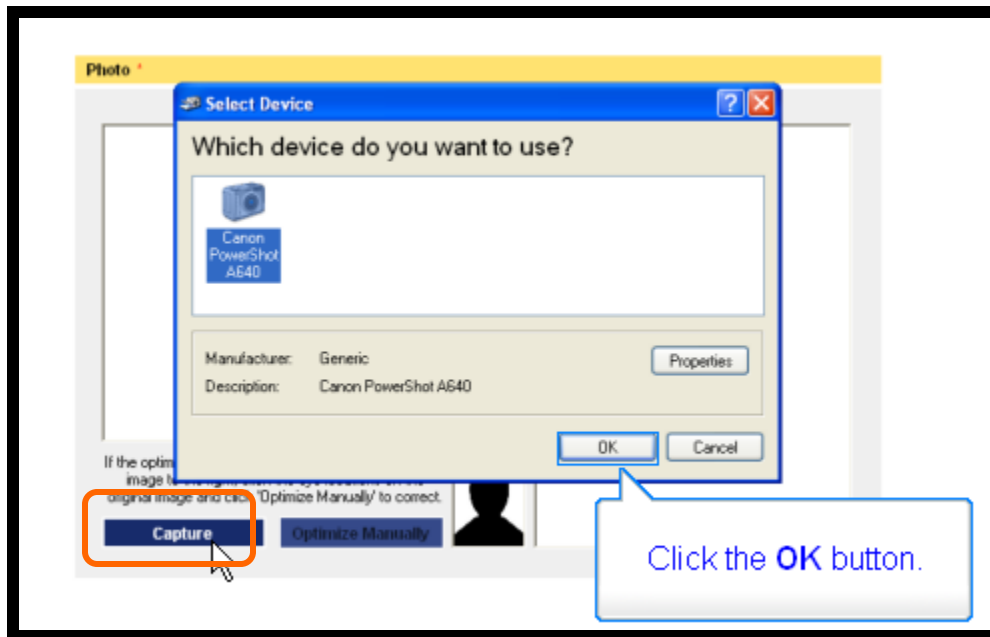 Photo *
Select Device
Which device do you want to use?
Canon
PowerShot
A640
Manufacturer: Generic
Properties
Description: Canon PowerShot A640
OK
Cancel
If the optim
image to
original image and click 'Optimize Manually' to correct.
Capture
Optimize Manually
Click the OK button.